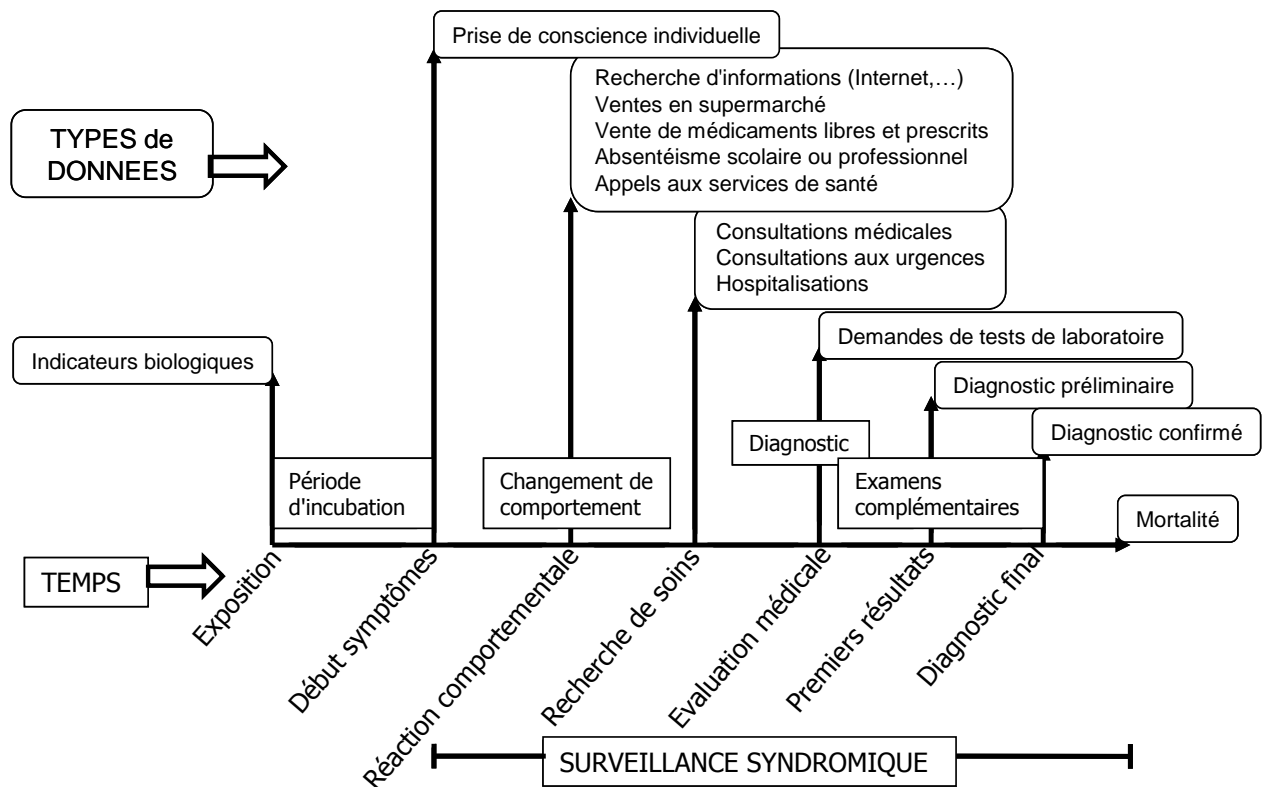 Prise de conscience individuelle
Recherche d'informations (Internet,…)
Ventes en supermarché
Vente de médicaments libres et prescrits
Absentéisme scolaire ou professionnel
Appels aux services de santé
TYPES de
DONNEES
Consultations médicales
Consultations aux urgences
Hospitalisations
Indicateurs biologiques
Demandes de tests de laboratoire
Diagnostic préliminaire
Diagnostic
Diagnostic confirmé
Période
d'incubation
Changement de
comportement
Examens
complémentaires
Mortalité
TEMPS
Exposition
Début symptômes
Réaction comportementale
Recherche de soins
Evaluation médicale
Premiers résultats
Diagnostic final
SURVEILLANCE SYNDROMIQUE